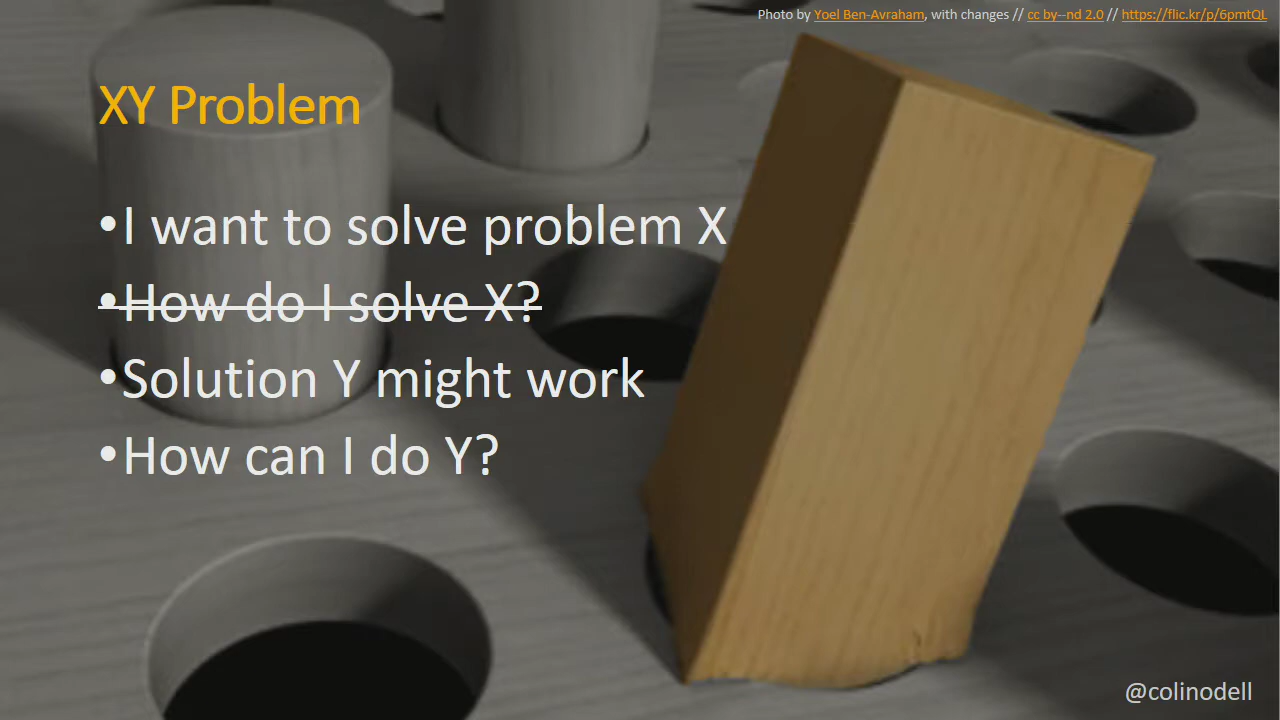 Photo by Yoel Ben-Avraham, with changes // cc by--nd 2.0 // https://flic.kr/p/6pmtQL
XY Problem
•I want to solve problem X
•How do I solve X?
•Solution Y might work
•How can I do Y?
@colinodell